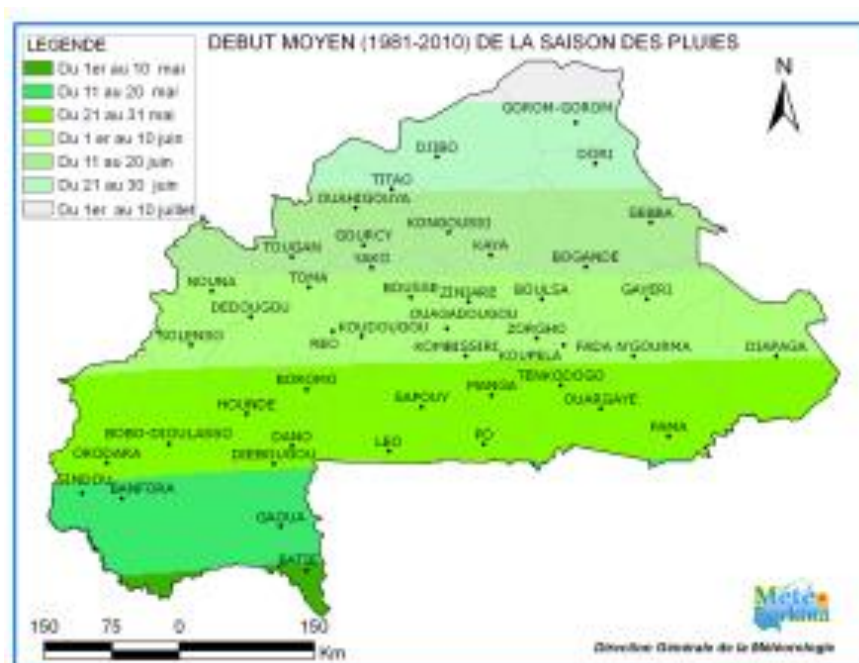 DEBUT MOYEN (1981-2010) DE LA SAISON DES PLUIES
LEGENDE
Du 1er au 10 mai
Du 11 au 20 mai
Du 21 au 31 mai
Du 1 er au 10 juin
Du 11 au 20 juin
Du 21 au 30 juin
Du 1er au 10 juillet
N
GOROM-GOROM
DJIBO
DORI
TITAO
OUAHIGOUYA
SEBBA
KONGOUSSI
GOURCY
TOUGAN
KAYA
YAKO
BOGANDE
NOUNA
TOMA
BOUSSE
ZINIARE
BOULSA
GAYERI
DEDOUGOU
OUAGADOUGOU
KOUDOUGOU
ZORGHO
SOLENSO
REO
KOMBISSIRI
KOUPELA
FADA N'GOURMA
DIAPAGA
BOROMO
MANGA
TENKODOGO
HOUNDE
SAPOUY
OUARGAYE
BOBO-DIOULASSO
DANO
LEO
PO
PAMA
ORODARA
DIEBOUGOU
SINDOU
BANFORA
GAOUA
BATIE
150 75 0 150
Km
Météo
Burkina
Direction Générale de la Météorologie